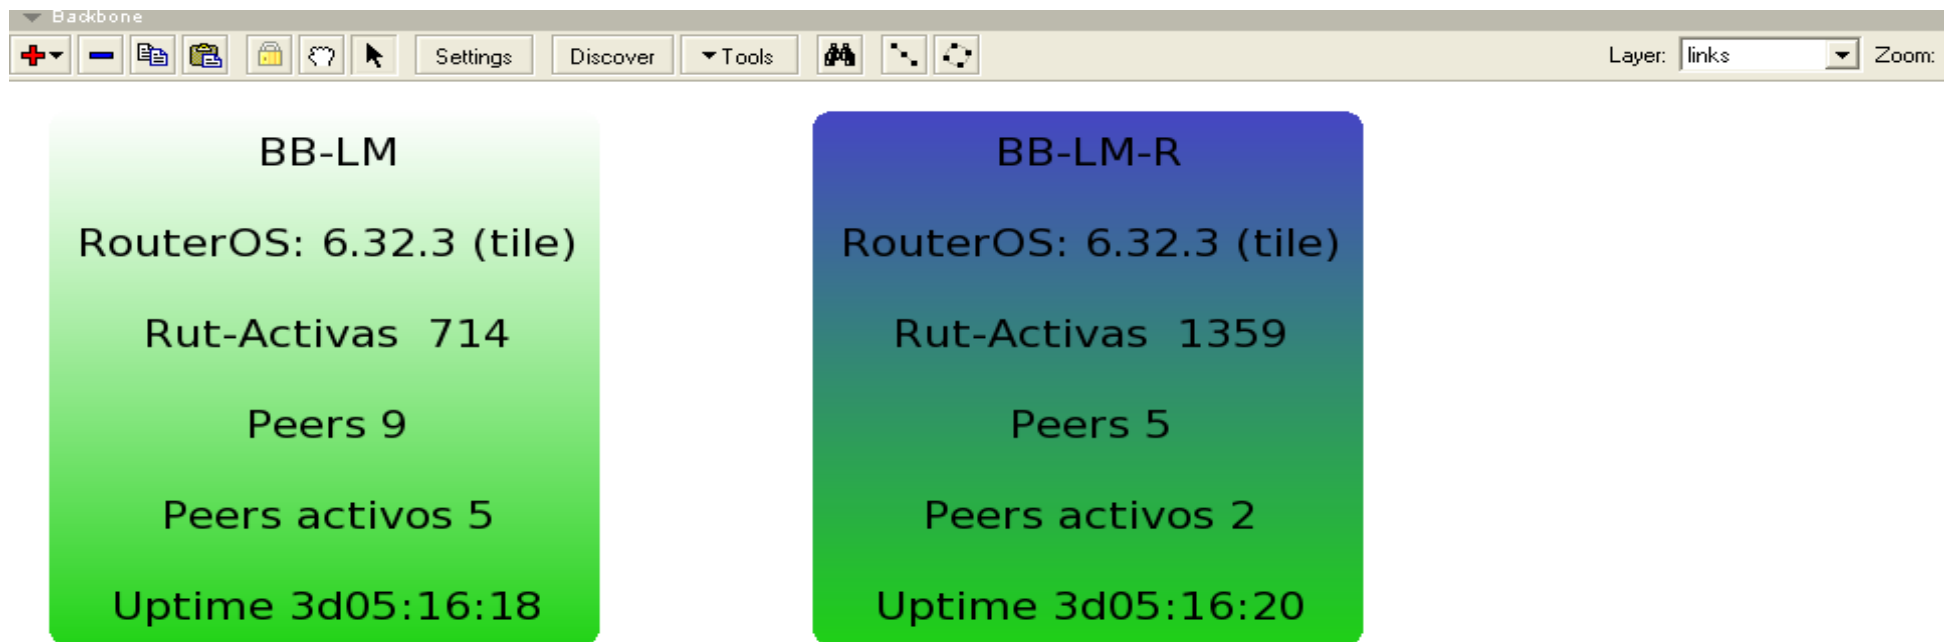 Backbone
Settings Discover Tools Layer: links Zoom:
BB-LM
RouterOS: 6.32.3 (tile)
Rut-Activas 714
Peers 9
Peers activos 5
Uptime 3d05:16:18
BB-LM-R
RouterOS: 6.32.3 (tile)
Rut-Activas 1359
Peers 5
Peers activos 2
Uptime 3d05:16:20